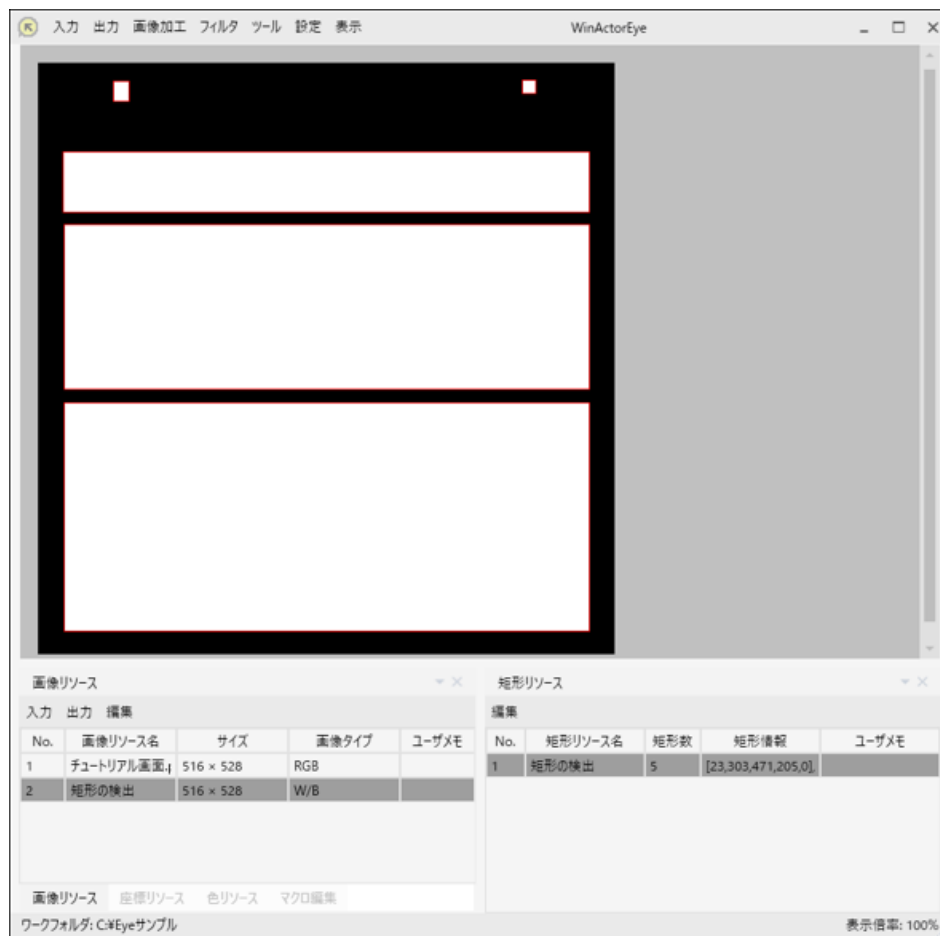 入力 出力 画像加工 フィルタ ツール 設定 表示 WinActorEye
画像リソース
入力 出力 編集
No. 画像リソース名 サイズ 画像タイプ ユーザメモ
1 チュートリアル画面.p 516 × 528 RGB
2 矩形の検出 516 × 528 W/B
画像リソース 座標リソース 色リソース マクロ編集
矩形リソース
編集
No. 矩形リソース名 矩形数 矩形情報 ユーザメモ
1 矩形の検出 5 [23,303,471,205,0],
ワークフォルダ: C:¥Eyeサンプル 表示倍率: 100%